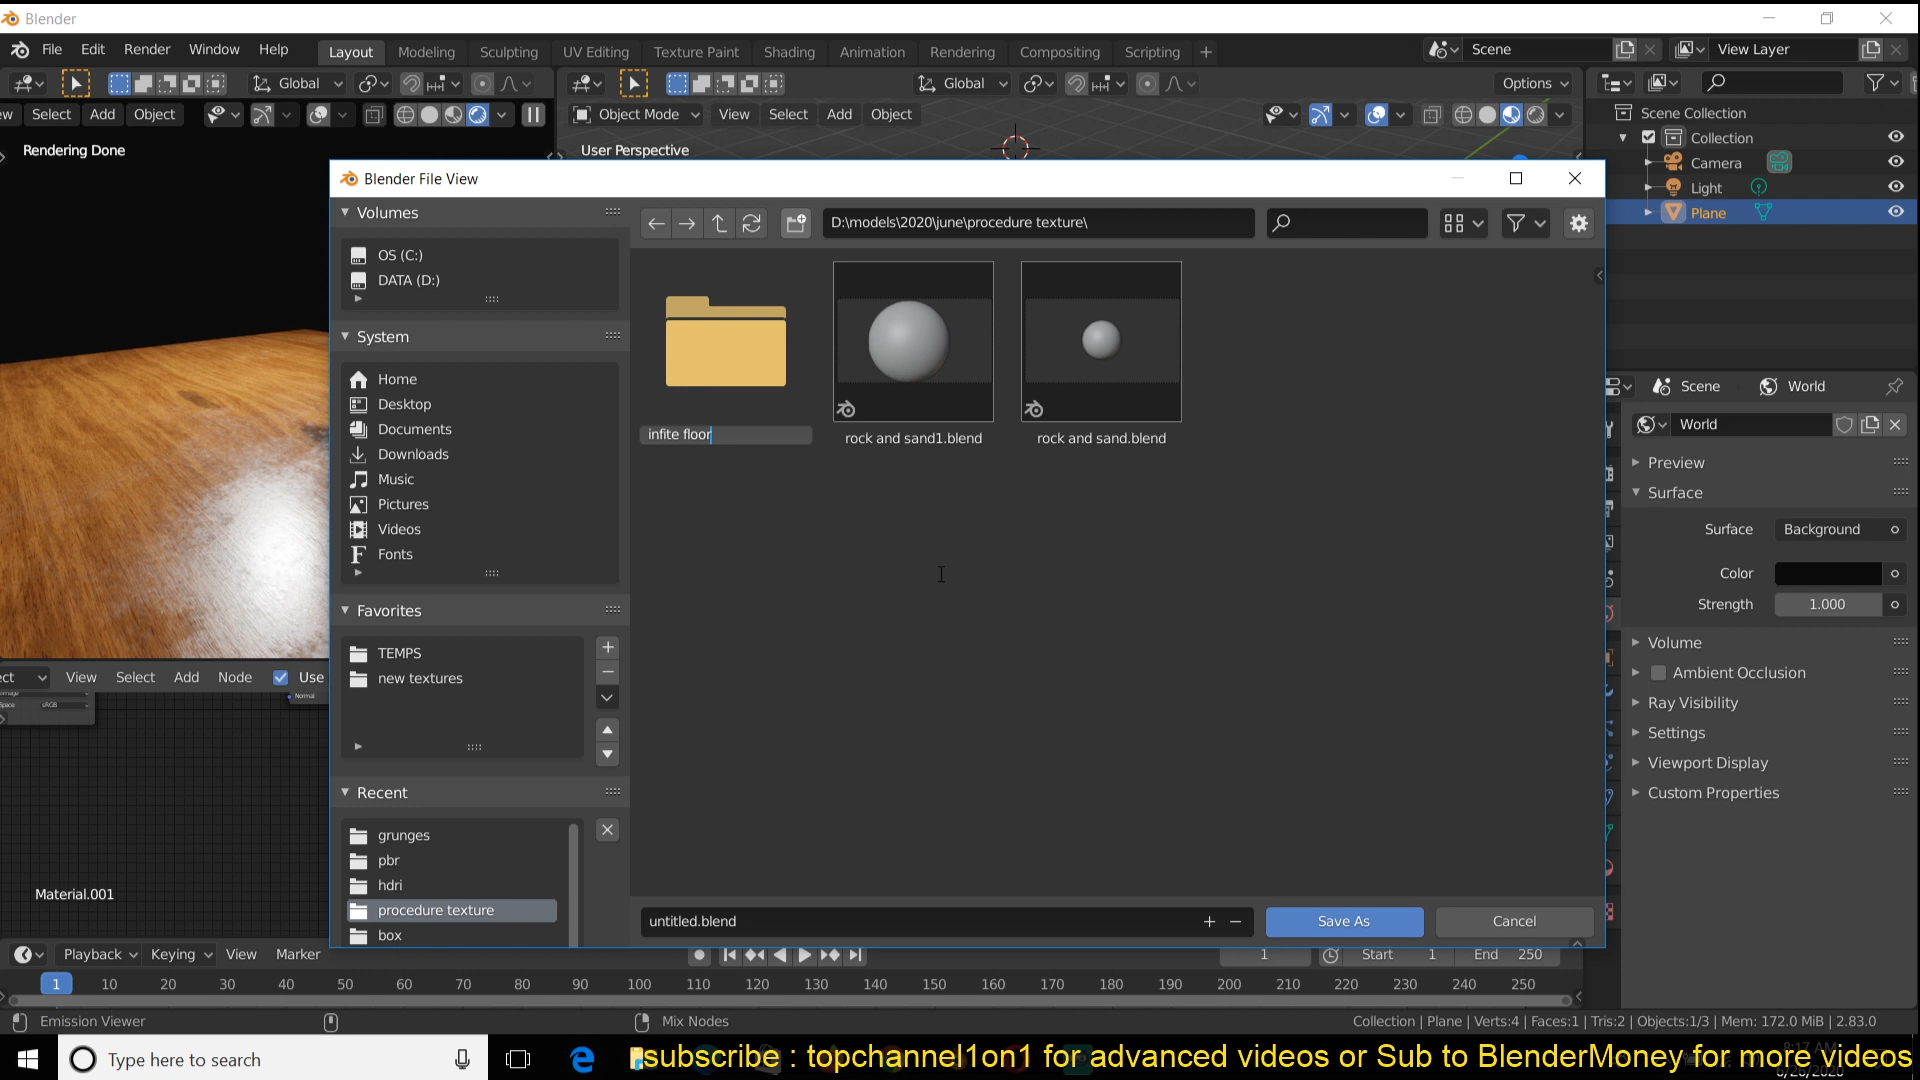 Blender
File Edit Render Window Help Layout Modeling Sculpting UV Editing Texture Paint Shading Animation Rendering Compositing Scripting + Scene View Layer
Global Global Options
ew Select Add Object Object Mode View Select Add Object Scene Collection
Rendering Done User Perspective Collection
Camera
Light
Plane
Blender File View
Volumes D:\models\2020\june\procedure texture\
OS (C:)
DATA (D:)
System
Home
Desktop
Documents
Downloads
Music
Pictures
Videos
Fonts
infite floor rock and sand1.blend rock and sand.blend
Favorites
TEMPS
new textures
Recent
grunges
pbr
hdri
procedure texture
box
untitled.blend Save As Cancel
Scene World
World
Preview
Surface
Surface Background
Color
Strength 1.000
Volume
Ambient Occlusion
Ray Visibility
Settings
Viewport Display
Custom Properties
ect View Select Add Node Use
Space sRGB Normal
Material.001
Playback Keying View Marker 1 Start 1 End 250
1 10 20 30 40 50 60 70 80 90 100 110 120 130 140 150 160 170 180 190 200 210 220 230 240 250
Emission Viewer Mix Nodes Collection | Plane | Verts:4 | Faces:1 | Tris:2 | Objects:1/3 | Mem: 172.0 MiB | 2.83.0
Type here to search
subscribe : topchannel1on1 for advanced videos or Sub to BlenderMoney for more videos